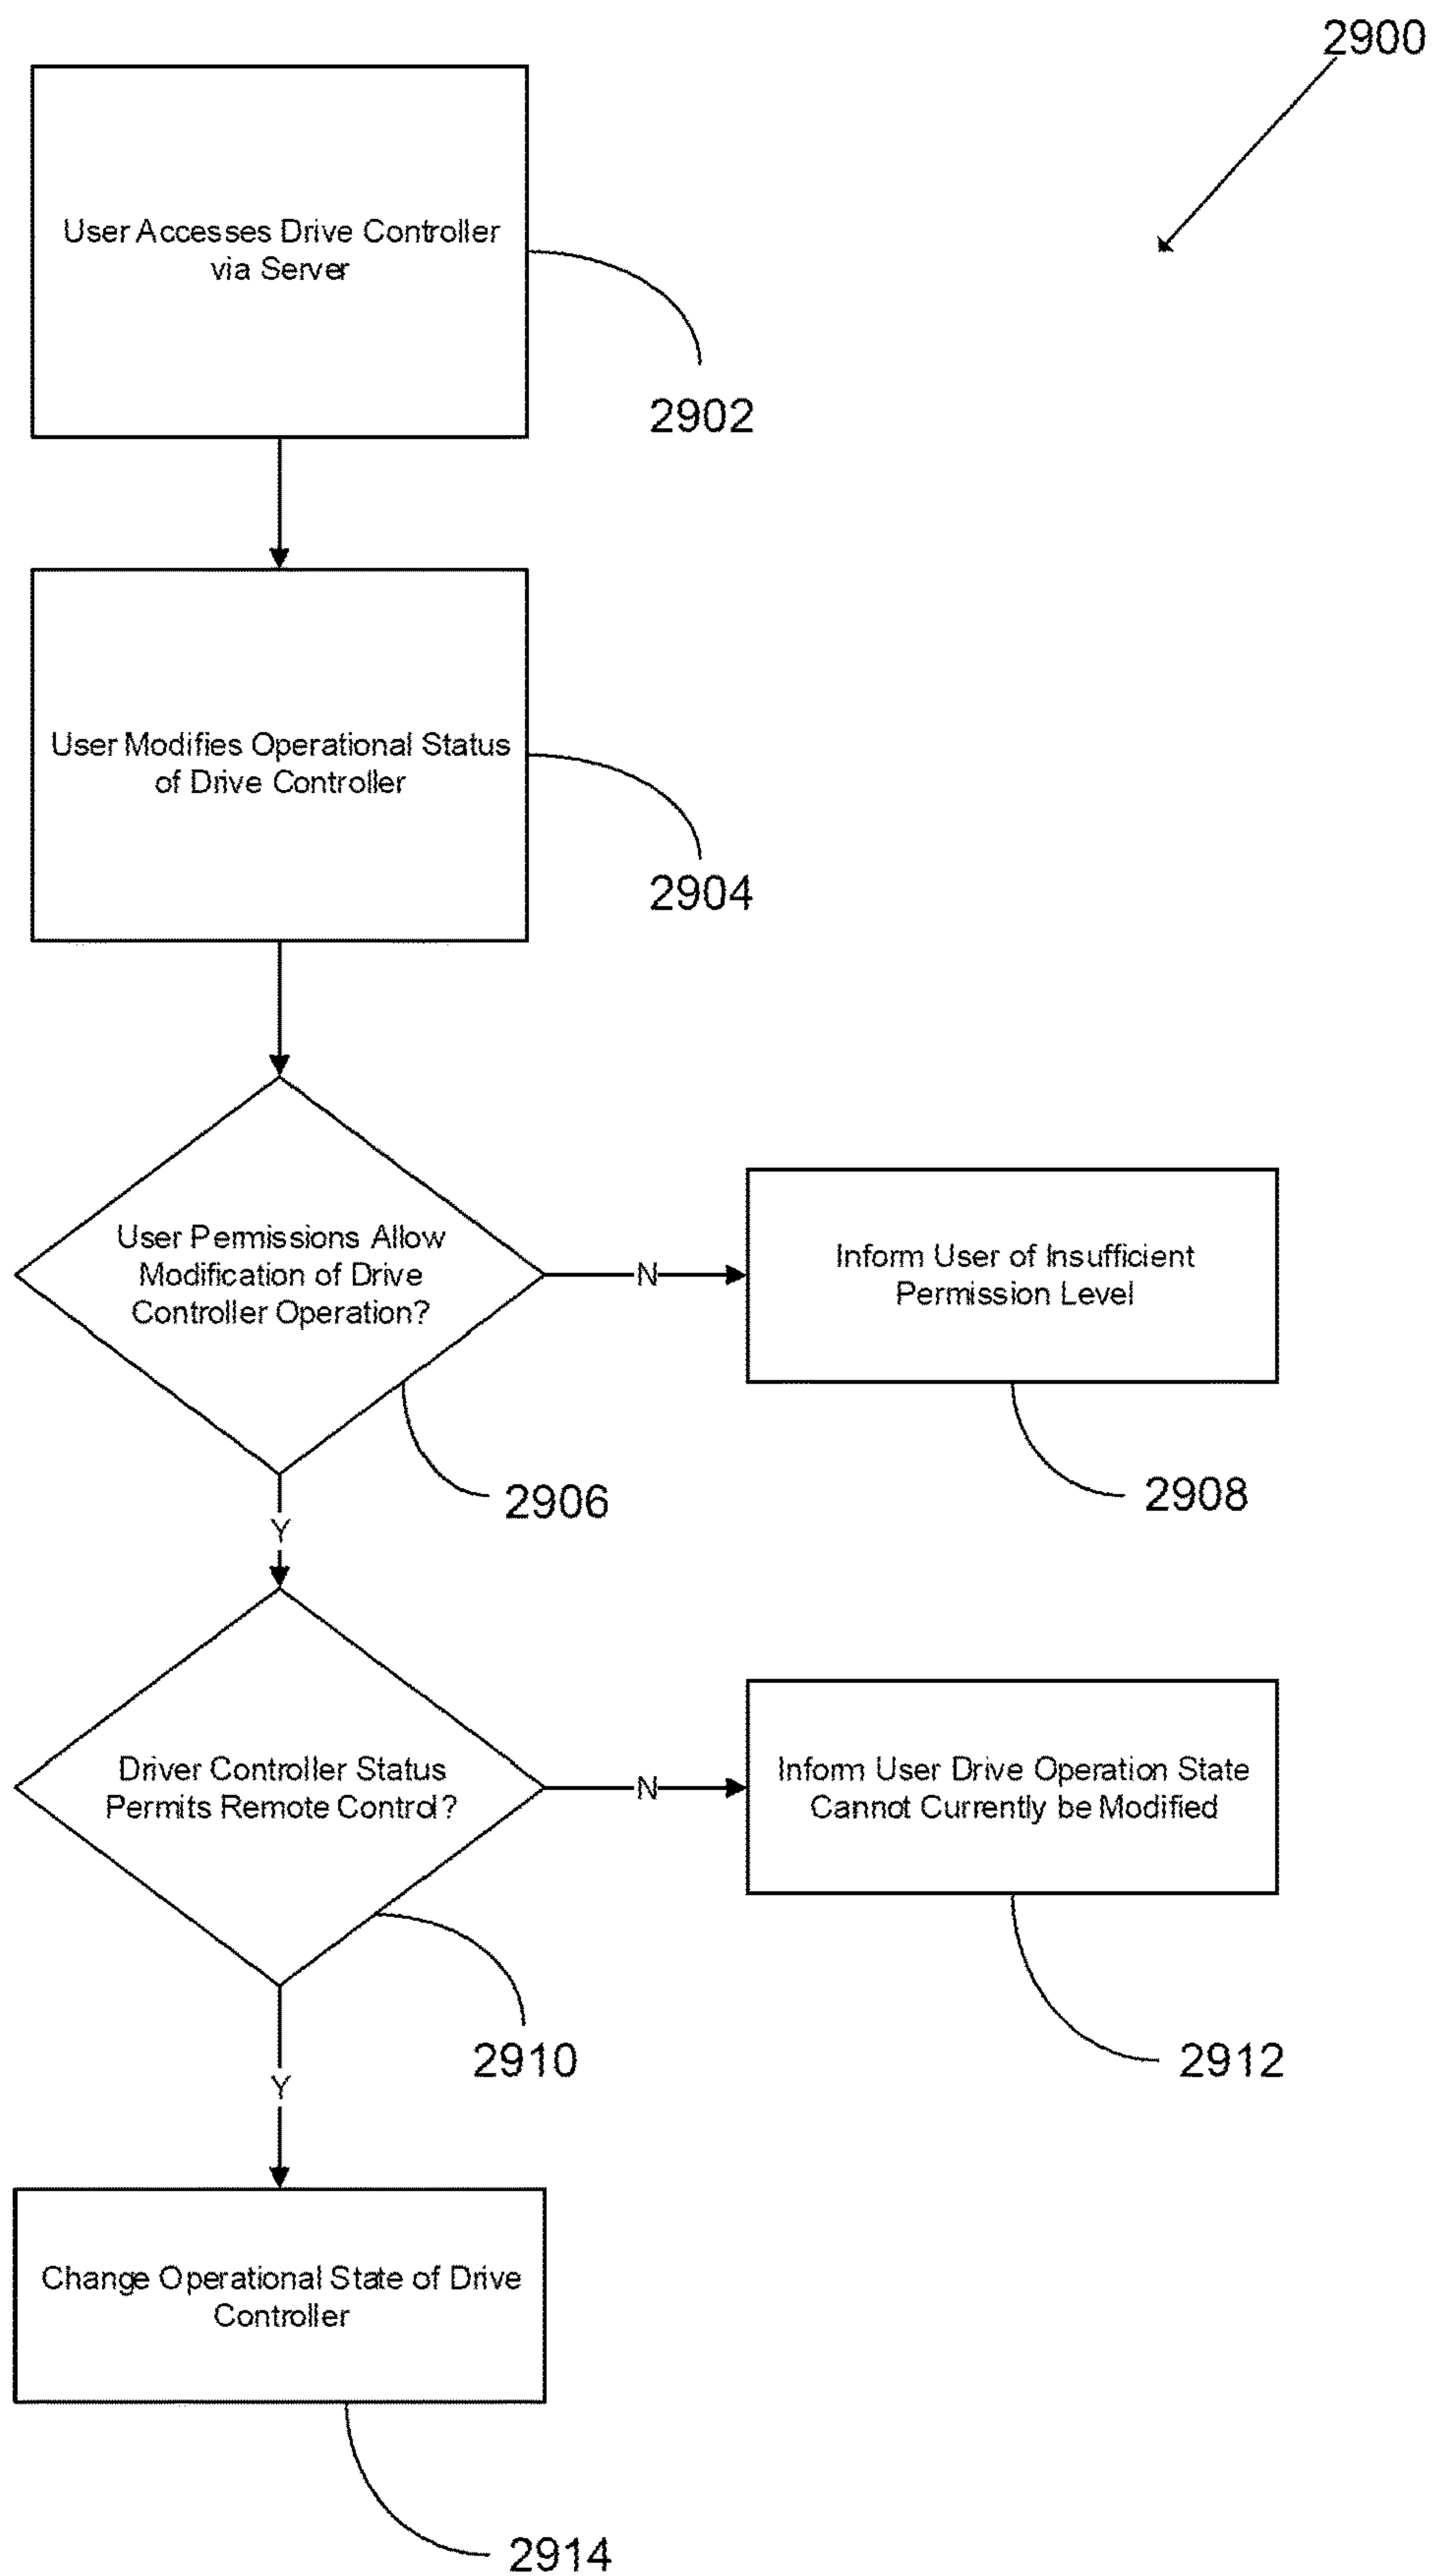 2900
User Accesses Drive Controller
via Server
2902
User Modifies Operational Status
of Drive Controller
2904
User Permissions Allow
Modification of Drive
Controller Operation?
N
Inform User of Insufficient
Permission Level
2906
2908
Y
Driver Controller Status
Permits Remote Control?
N
Inform User Drive Operation State
Cannot Currently be Modified
2910
2912
Y
Change Operational State of Drive
Controller
2914